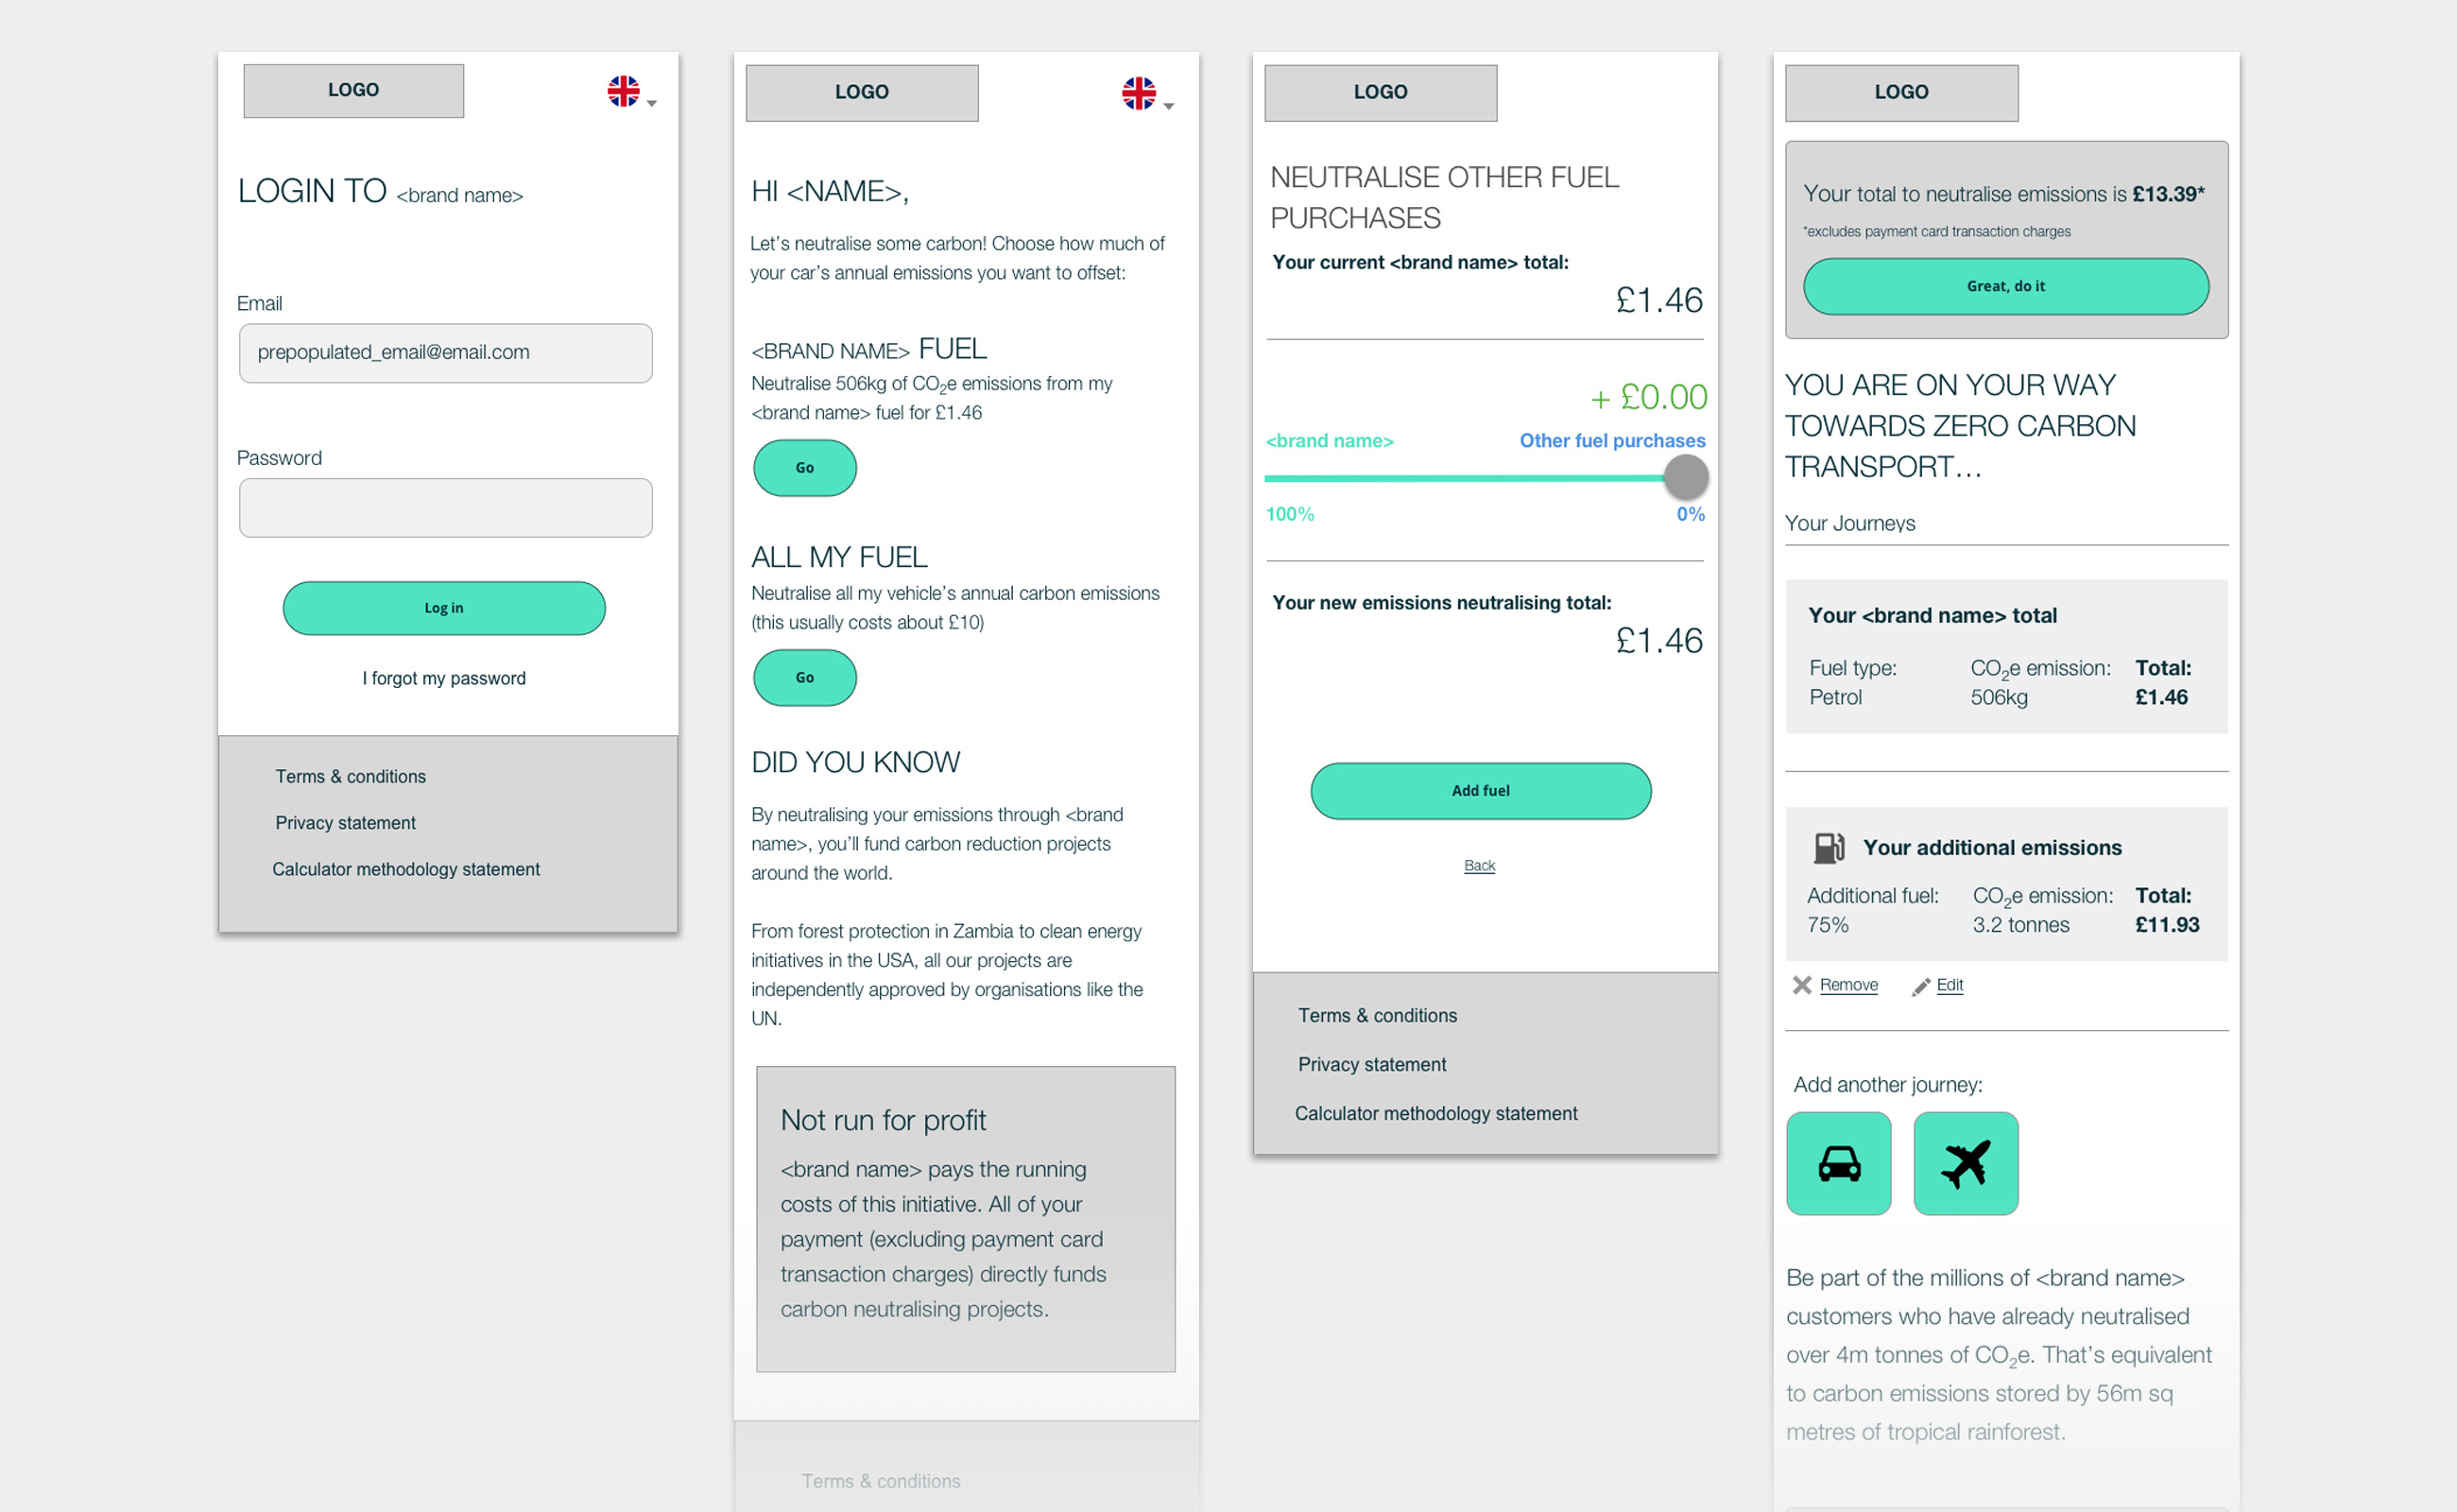 LOGO
LOGIN TO <brand name>
Email
prepopulated_email@email.com
Password
Log in
I forgot my password
Terms & conditions
Privacy statement
Calculator methodology statement
LOGO
HI <NAME>,
Let's neutralise some carbon! Choose how much of
your car's annual emissions you want to offset:
<BRAND NAME> FUEL
Neutralise 506kg of CO₂e emissions from my
<brand name> fuel for £1.46
Go
ALL MY FUEL
Neutralise all my vehicle's annual carbon emissions
(this usually costs about £10)
Go
DID YOU KNOW
By neutralising your emissions through <brand
name>, you'll fund carbon reduction projects
around the world.
From forest protection in Zambia to clean energy
initiatives in the USA, all our projects are
independently approved by organisations like the
UN.
Not run for profit
<brand name> pays the running
costs of this initiative. All of your
payment (excluding payment card
transaction charges) directly funds
carbon neutralising projects.
Terms & conditions
LOGO
NEUTRALISE OTHER FUEL
PURCHASES
Your current <brand name> total:
£1.46
+ £0.00
<brand name> Other fuel purchases
100% 0%
Your new emissions neutralising total:
£1.46
Add fuel
Back
Terms & conditions
Privacy statement
Calculator methodology statement
LOGO
Your total to neutralise emissions is £13.39*
*excludes payment card transaction charges
Great, do it
YOU ARE ON YOUR WAY
TOWARDS ZERO CARBON
TRANSPORT...
Your Journeys
Your <brand name> total
Fuel type: CO₂e emission: Total:
Petrol 506kg £1.46
Your additional emissions
Additional fuel: CO₂e emission: Total:
75% 3.2 tonnes £11.93
Remove Edit
Add another journey:
Be part of the millions of <brand name>
customers who have already neutralised
over 4m tonnes of CO₂e. That's equivalent
to carbon emissions stored by 56m sq
metres of tropical rainforest.